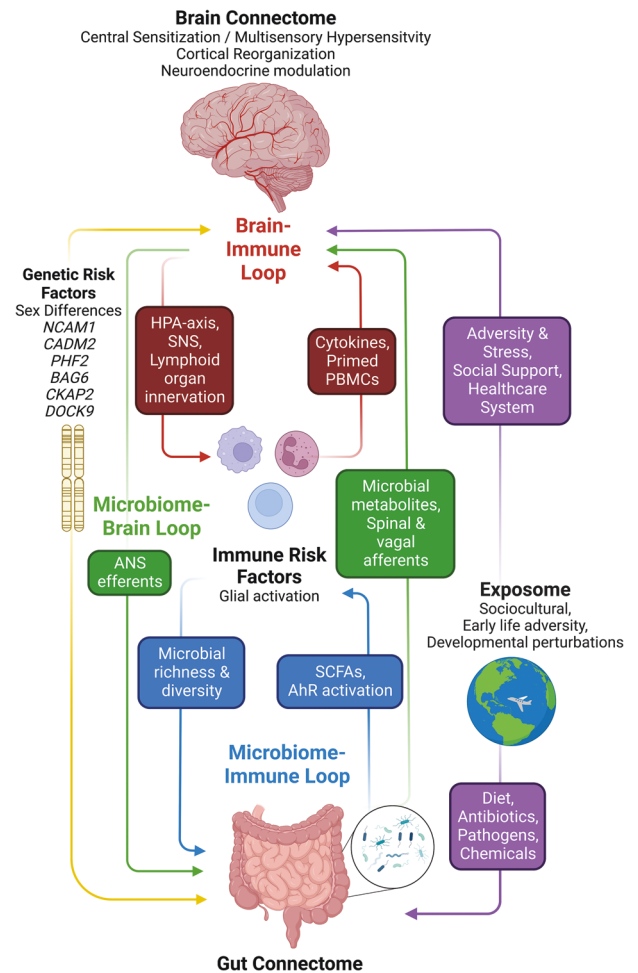 Brain Connectome
Central Sensitization / Multisensory Hypersensitvity
Cortical Reorganization
Neuroendocrine modulation
Brain-
Immune
Loop
Genetic Risk
Factors
Sex Differences
NCAM1
CADM2
PHF2
BAG6
CKAP2
DOCK9
HPA-axis,
SNS,
Lymphoid
organ
innervation
Cytokines,
Primed
PBMCs
Adversity &
Stress,
Social Support,
Healthcare
System
Microbiome-
Brain Loop
Microbial
metabolites,
Spinal &
vagal
afferents
ANS
efferents
Immune Risk
Factors
Glial activation
Exposome
Sociocultural,
Early life adversity,
Developmental perturbations
Microbial
richness &
diversity
SCFAs,
AhR activation
Microbiome-
Immune Loop
Diet,
Antibiotics,
Pathogens,
Chemicals
Gut Connectome